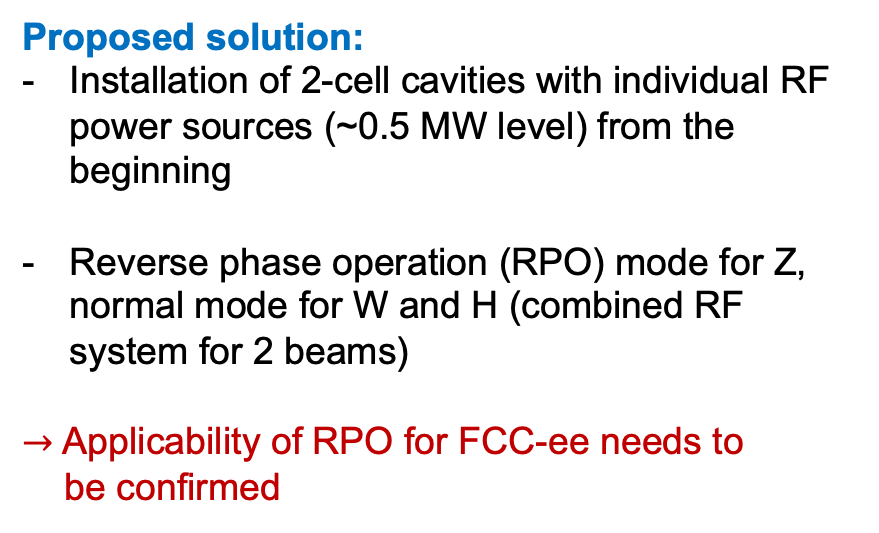 Proposed solution:
- Installation of 2-cell cavities with individual RF
power sources (~0.5 MW level) from the
beginning
- Reverse phase operation (RPO) mode for Z,
normal mode for W and H (combined RF
system for 2 beams)
→ Applicability of RPO for FCC-ee needs to
be confirmed